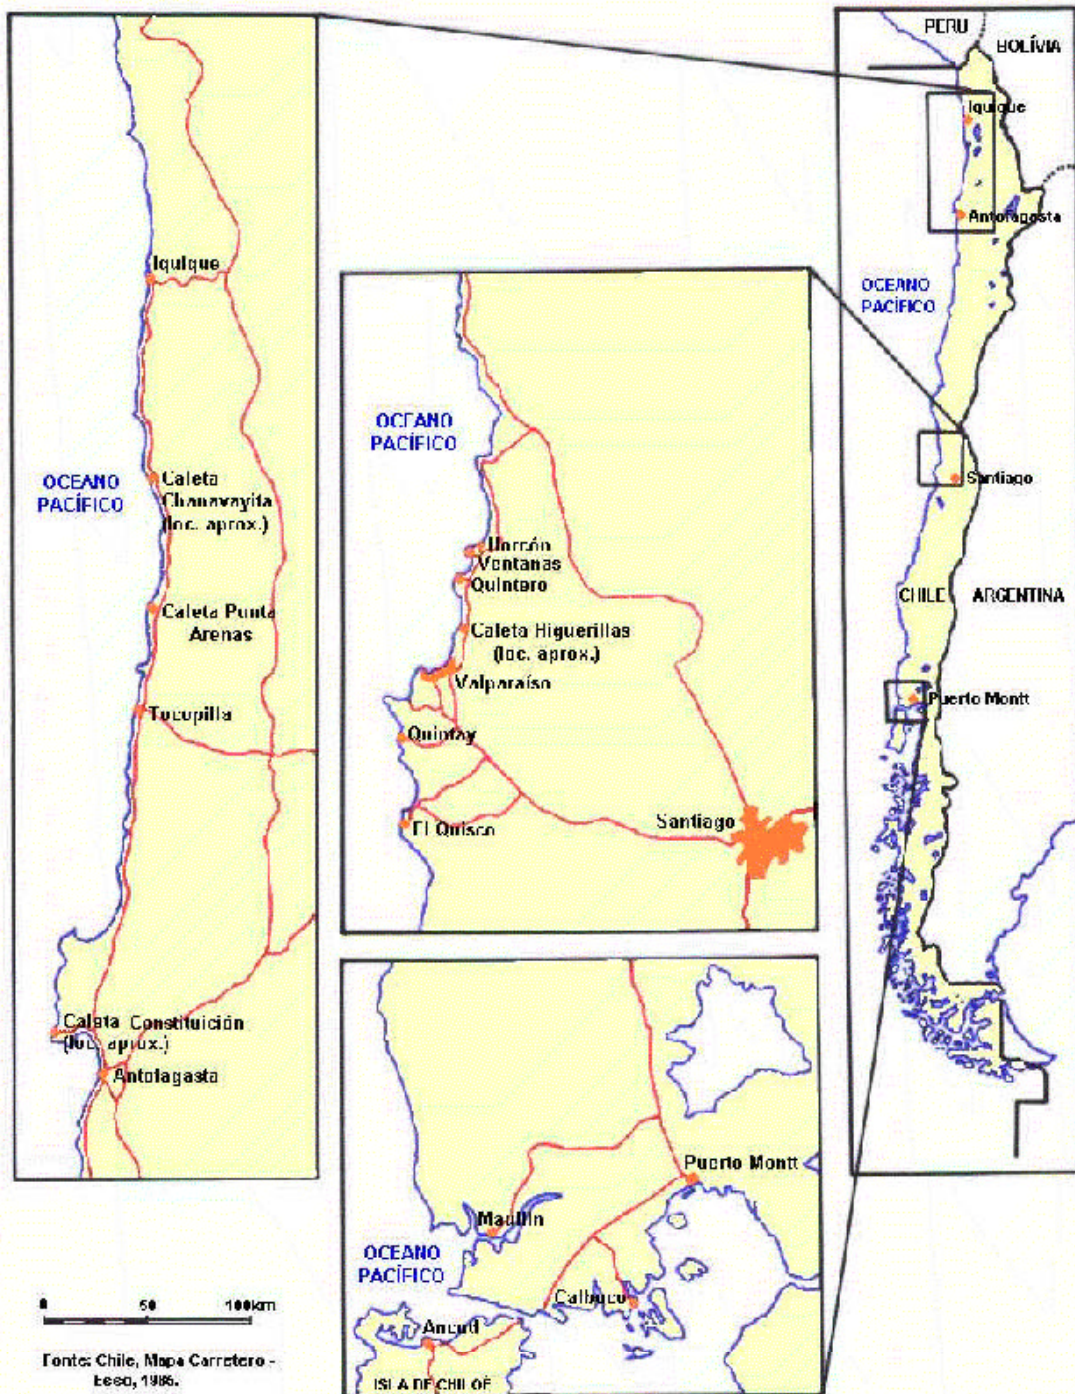 Iquique
OCEANO
PACÍFICO
Caleta
Chanavayita
(loc. aprox.)
Caleta Punta
Arenas
Tocopilla
Caleta Constituición
(loc. aprox.)
Antofagasta
OCEANO
PACÍFICO
Horcón
Ventanas
Quintero
Caleta Higuerillas
(loc. aprox.)
Valparaíso
Quintay
El Quisco
Santiago
Puerto Montt
Maullín
OCEANO
PACÍFICO
Calbuco
Ancud
ISLA DE CHILOÉ
PERU
BOLÍVIA
Iquique
Antofagasta
OCEANO
PACÍFICO
Santiago
CHILE
ARGENTINA
Puerto Montt
0 50 100km
Fonte: Chile, Mapa Carretero -
Esso, 1985.